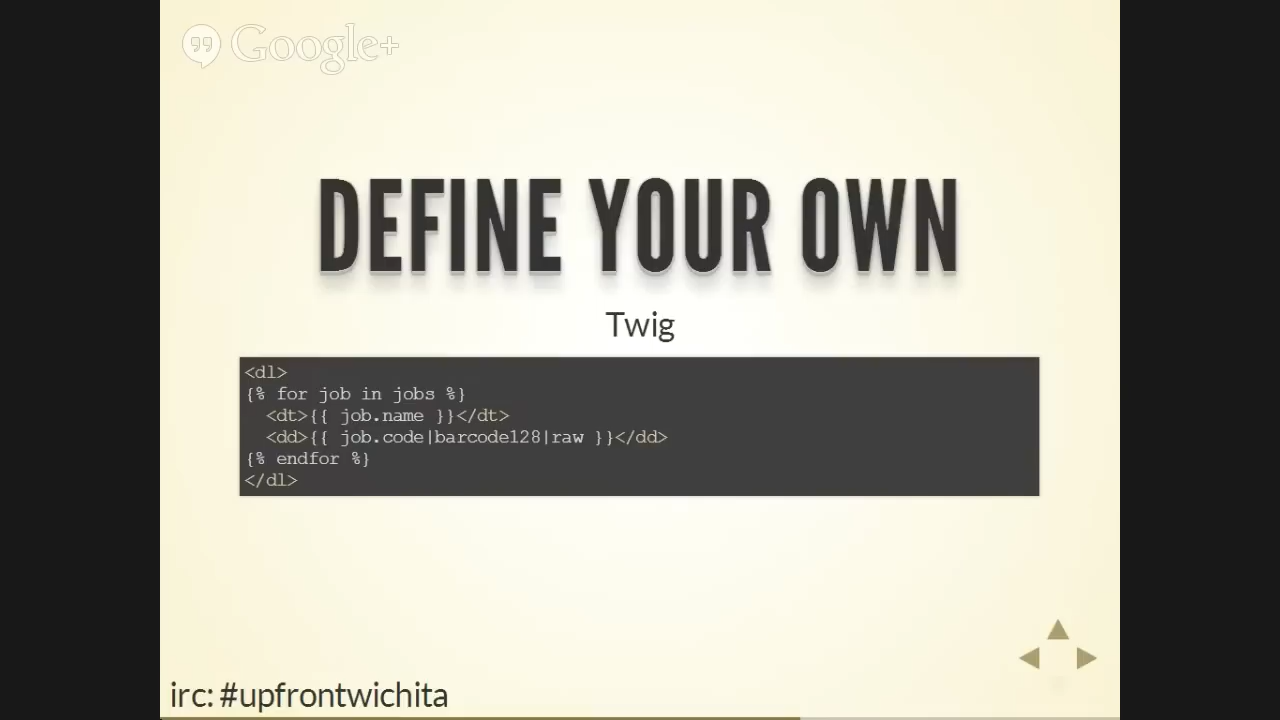 Google+
DEFINE YOUR OWN
Twig
<dl>
{% for job in jobs %}
  <dt>{{ job.name }}</dt>
  <dd>{{ job.code|barcode128|raw }}</dd>
{% endfor %}
</dl>
irc: #upfrontwichita